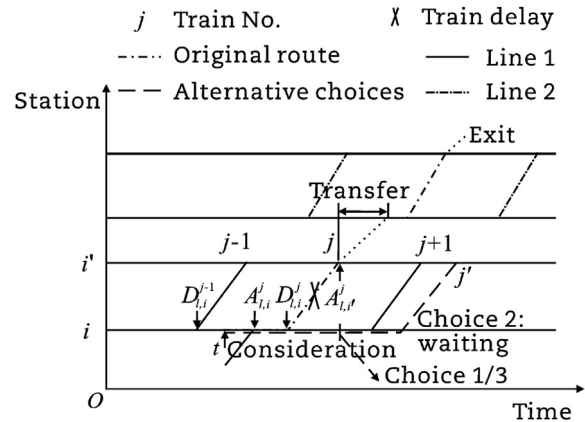 j Train No. X Train delay
Original route Line 1
Alternative choices Line 2
Station
Exit
Transfer
j-1 j j+1
i'
j'
D_{l,i}^{j-1} A_{l,i}^{j} D_{l,i}^{j} A_{l,i'}^{j}
i
Choice 2:
t Consideration waiting
Choice 1/3
O
Time